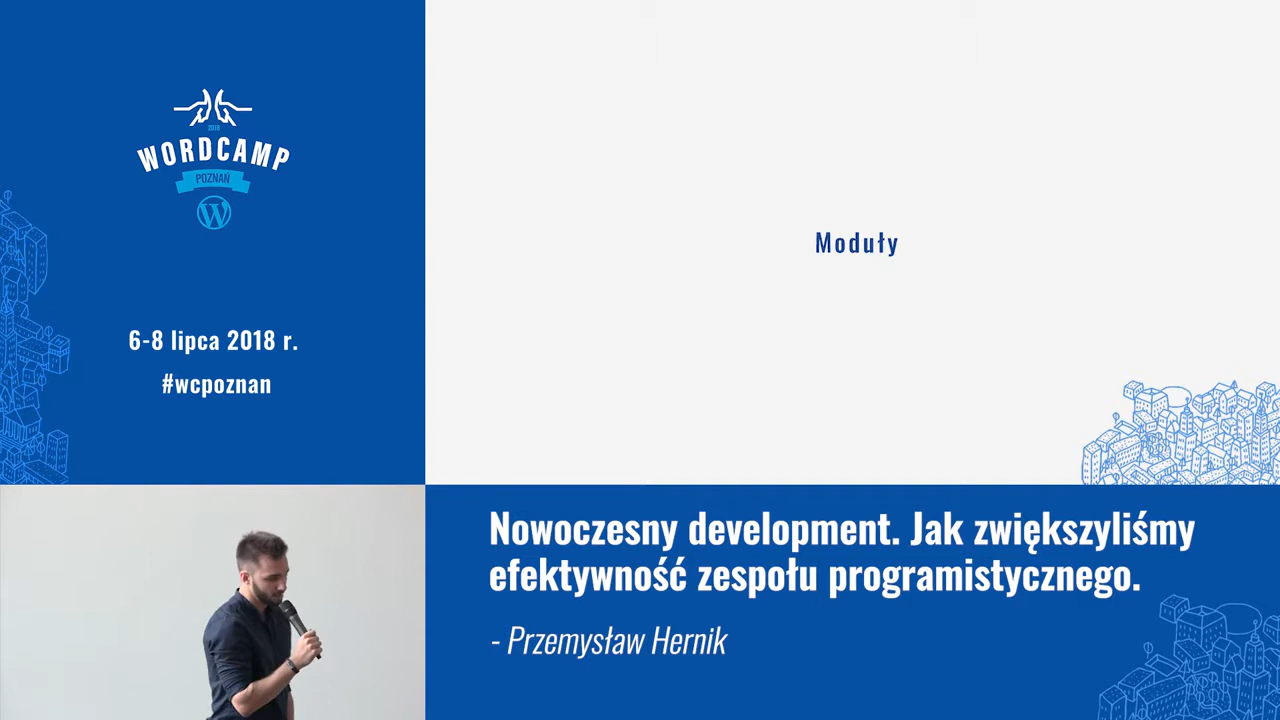 2018
WORDCAMP
POZNAŃ
W
6-8 lipca 2018 r.
#wcpoznan
Moduły
Nowoczesny development. Jak zwiększyliśmy
efektywność zespołu programistycznego.
- Przemysław Hernik